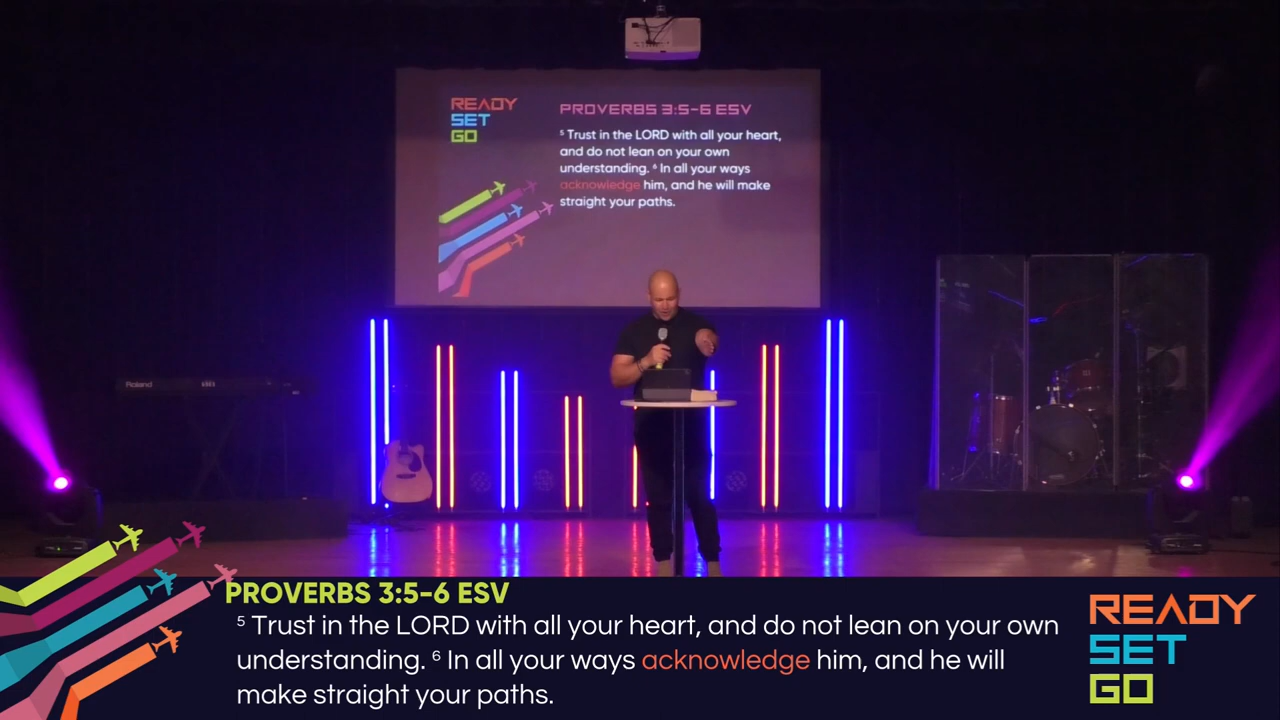 READY
SET
GO
PROVERBS 3:5-6 ESV
⁵ Trust in the LORD with all your heart,
and do not lean on your own
understanding. ⁶ In all your ways
acknowledge him, and he will make
straight your paths.
Roland
PROVERBS 3:5-6 ESV
⁵ Trust in the LORD with all your heart, and do not lean on your own
understanding. ⁶ In all your ways acknowledge him, and he will
make straight your paths.
READY
SET
GO